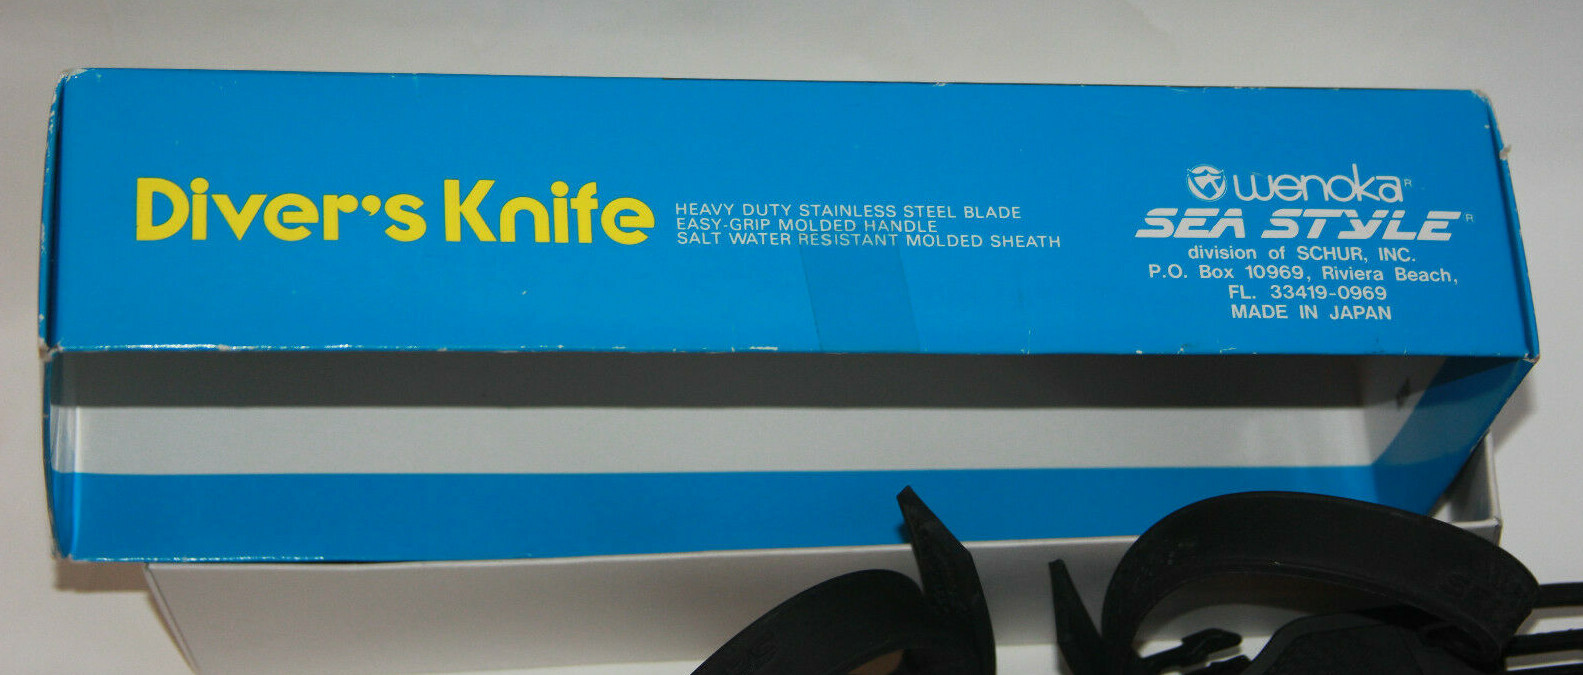 Diver's Knife
HEAVY DUTY STAINLESS STEEL BLADE
EASY-GRIP MOLDED HANDLE
SALT WATER RESISTANT MOLDED SHEATH
wenoka®
SEA STYLE®
division of SCHUR, INC.
P.O. Box 10969, Riviera Beach,
FL. 33419-0969
MADE IN JAPAN